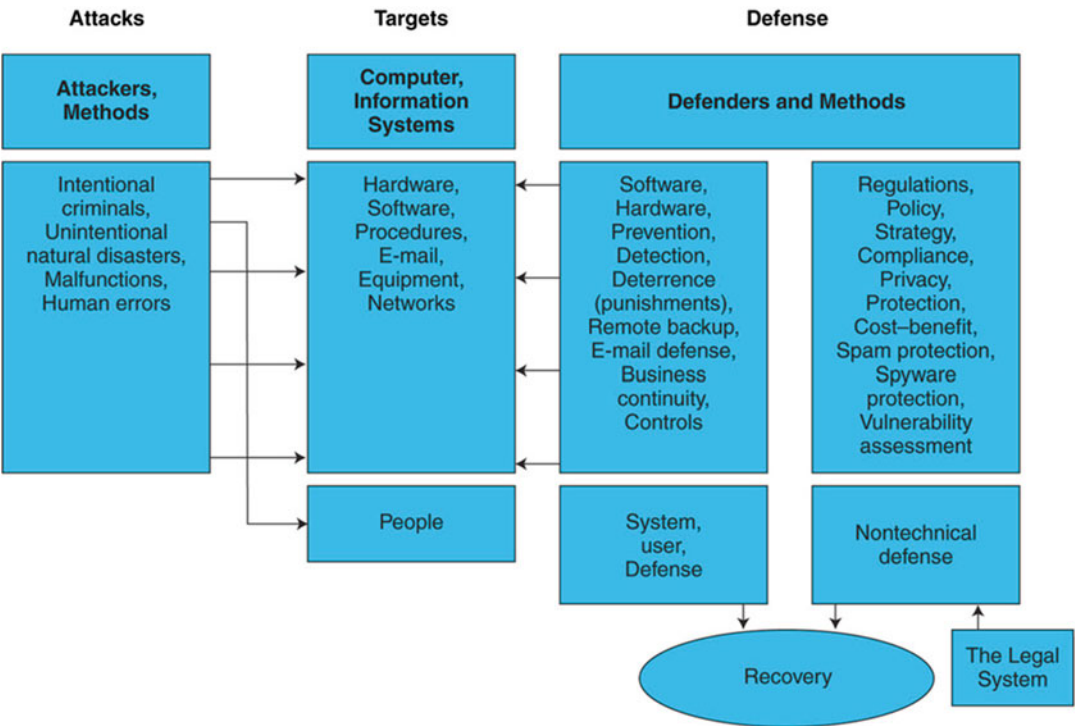 Attacks
Targets
Defense
Attackers,
Methods
Computer,
Information
Systems
Defenders and Methods
Intentional
criminals,
Unintentional
natural disasters,
Malfunctions,
Human errors
Hardware,
Software,
Procedures,
E-mail,
Equipment,
Networks
Software,
Hardware,
Prevention,
Detection,
Deterrence
(punishments),
Remote backup,
E-mail defense,
Business
continuity,
Controls
Regulations,
Policy,
Strategy,
Compliance,
Privacy,
Protection,
Cost–benefit,
Spam protection,
Spyware
protection,
Vulnerability
assessment
People
System,
user,
Defense
Nontechnical
defense
Recovery
The Legal
System